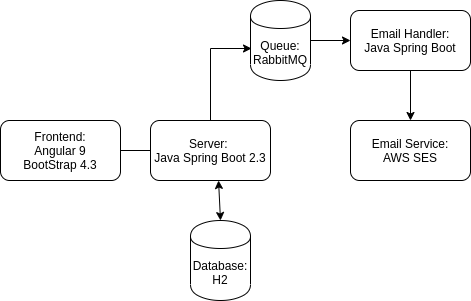 Queue:
RabbitMQ
Email Handler:
Java Spring Boot
Frontend:
Angular 9
BootStrap 4.3
Server:
Java Spring Boot 2.3
Email Service:
AWS SES
Database:
H2